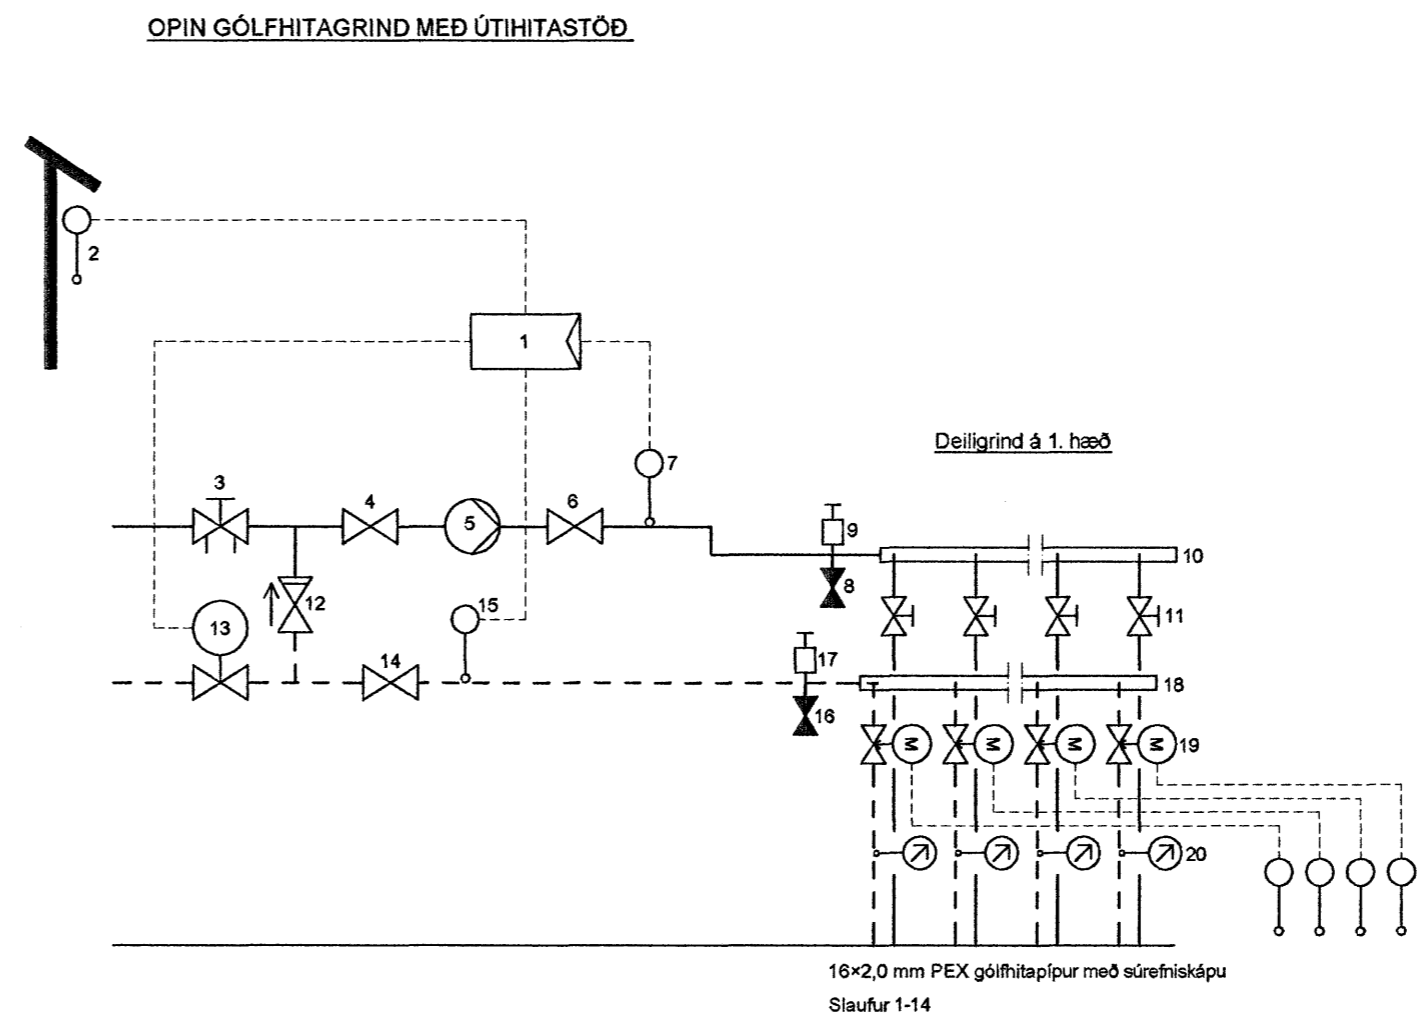 OPIN GÓLFHITAGRIND MEÐ ÚTIHITASTÖÐ
2
1
7
Deiligrind á 1. hæð
3
4
5
6
9
10
8
12
15
11
13
14
17
18
16
M
M
M
M
19
20
16×2,0 mm PEX gólfhitapípur með súrefniskápu
Slaufur 1-14